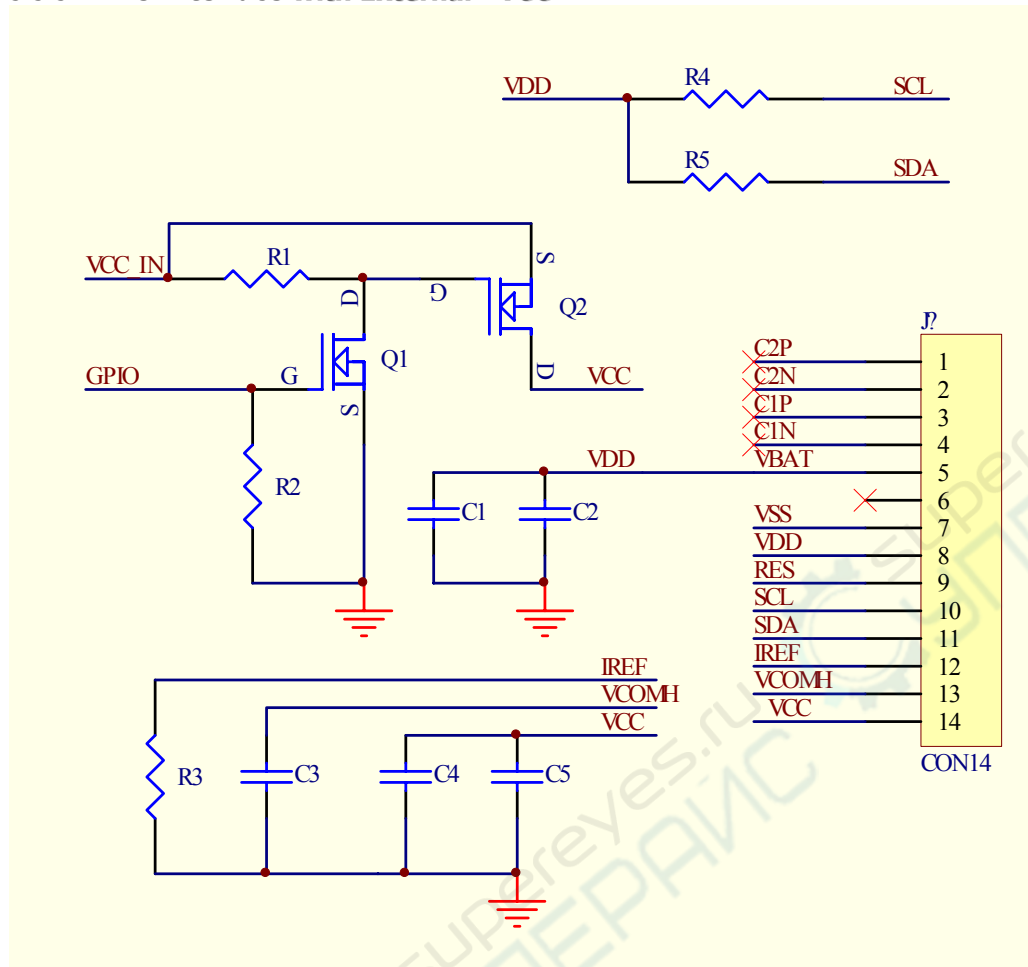 VDD
R4
SCL
R5
SDA
VCC_IN
R1
D
G
S
Q2
D
VCC
GPIO
G
Q1
S
R2
J?
C2P 1
C2N 2
C1P 3
C1N 4
VDD
VBAT 5
6
VSS 7
VDD 8
RES 9
SCL 10
SDA 11
IREF 12
VCOMH 13
VCC 14
CON14
C1
C2
IREF
VCOMH
VCC
R3
C3
C4
C5
supereyes.ru